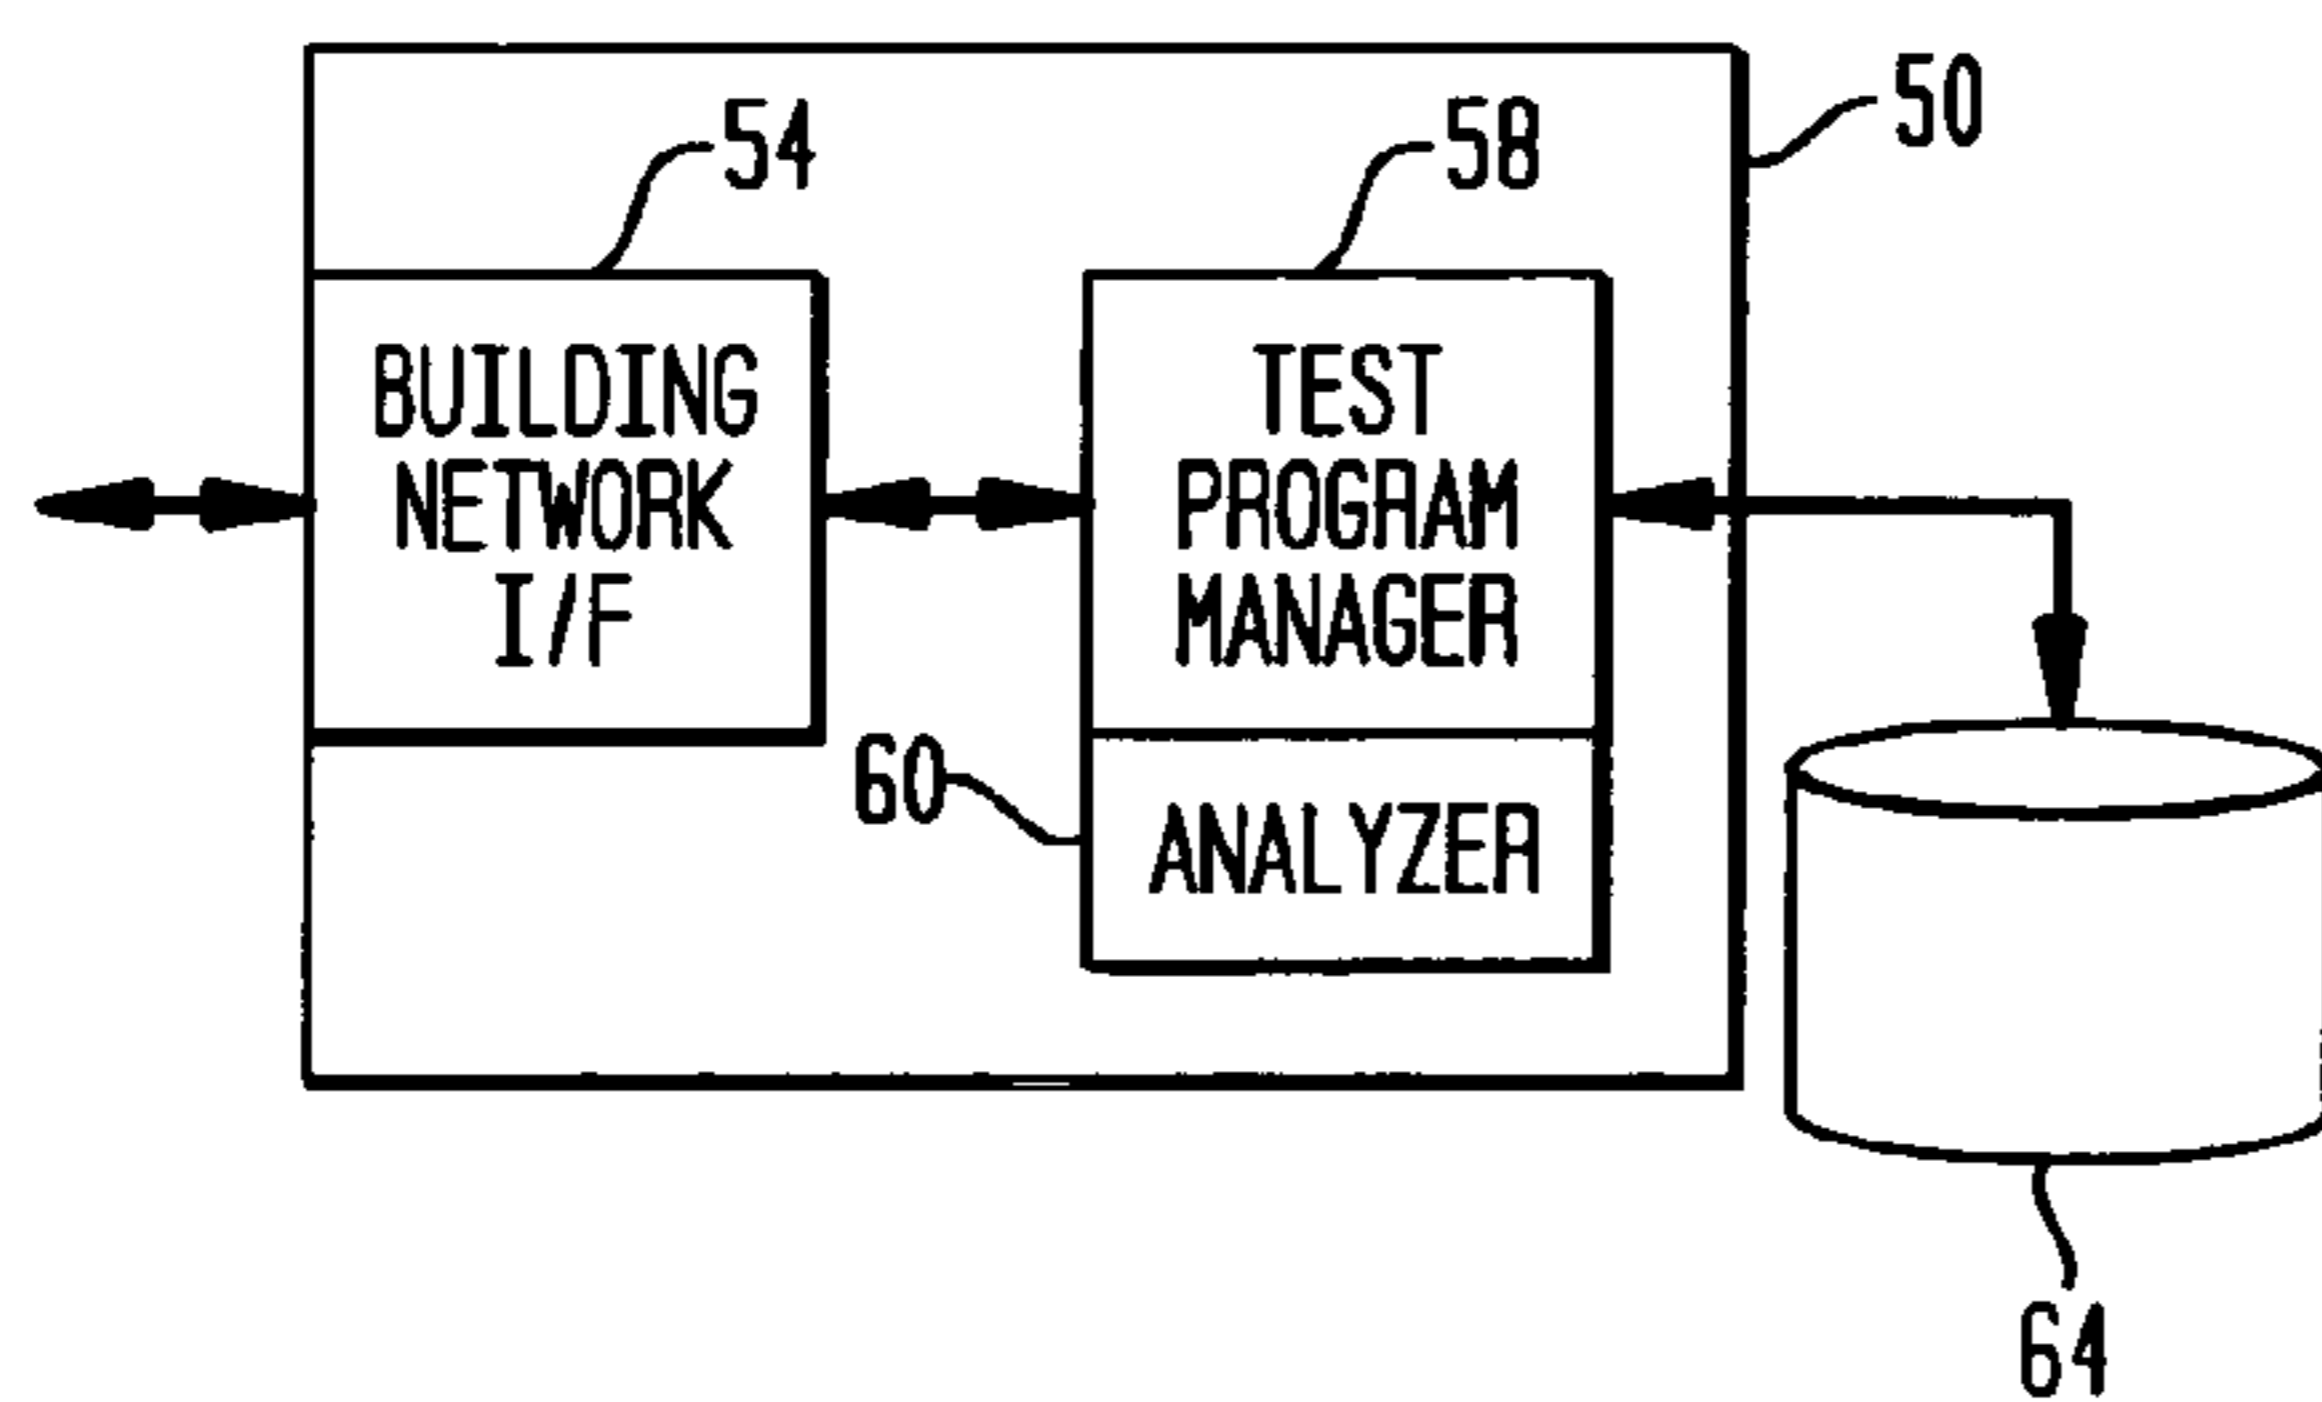 50
54
58
BUILDING
NETWORK
I/F
TEST
PROGRAM
MANAGER
60
ANALYZER
64